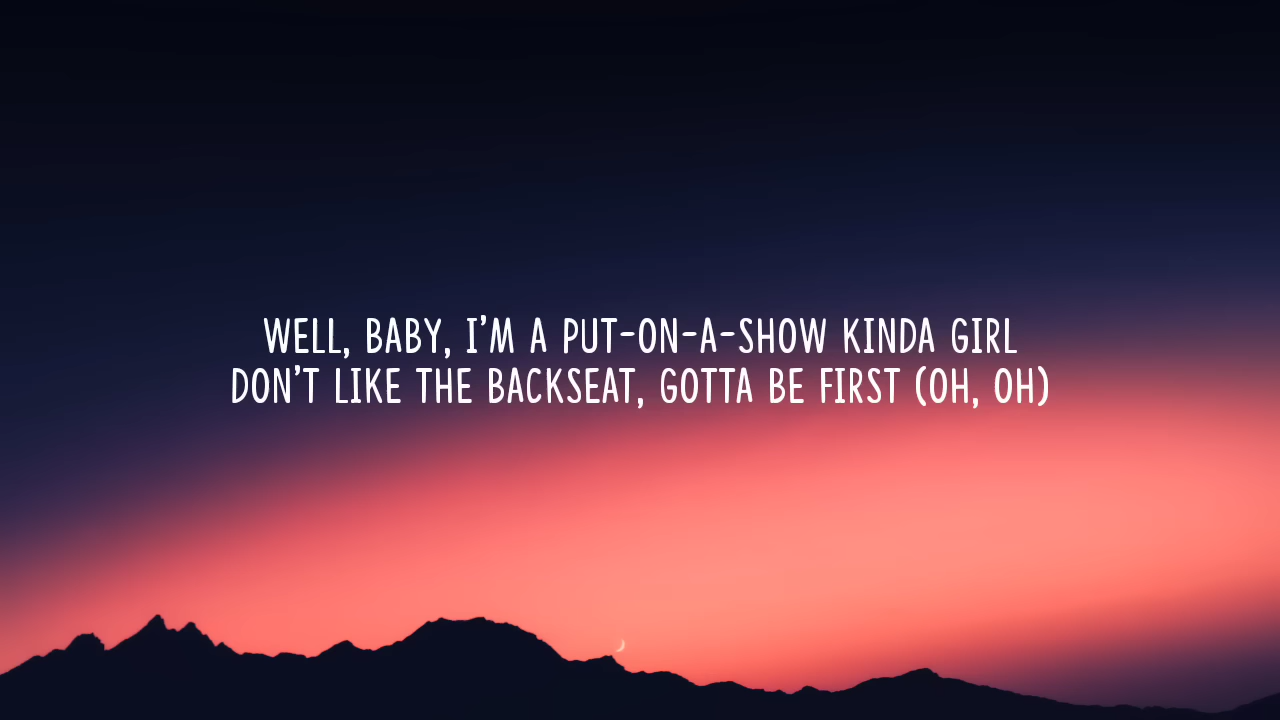 WELL, BABY, I'M A PUT-ON-A-SHOW KINDA GIRL
DON'T LIKE THE BACKSEAT, GOTTA BE FIRST (OH, OH)